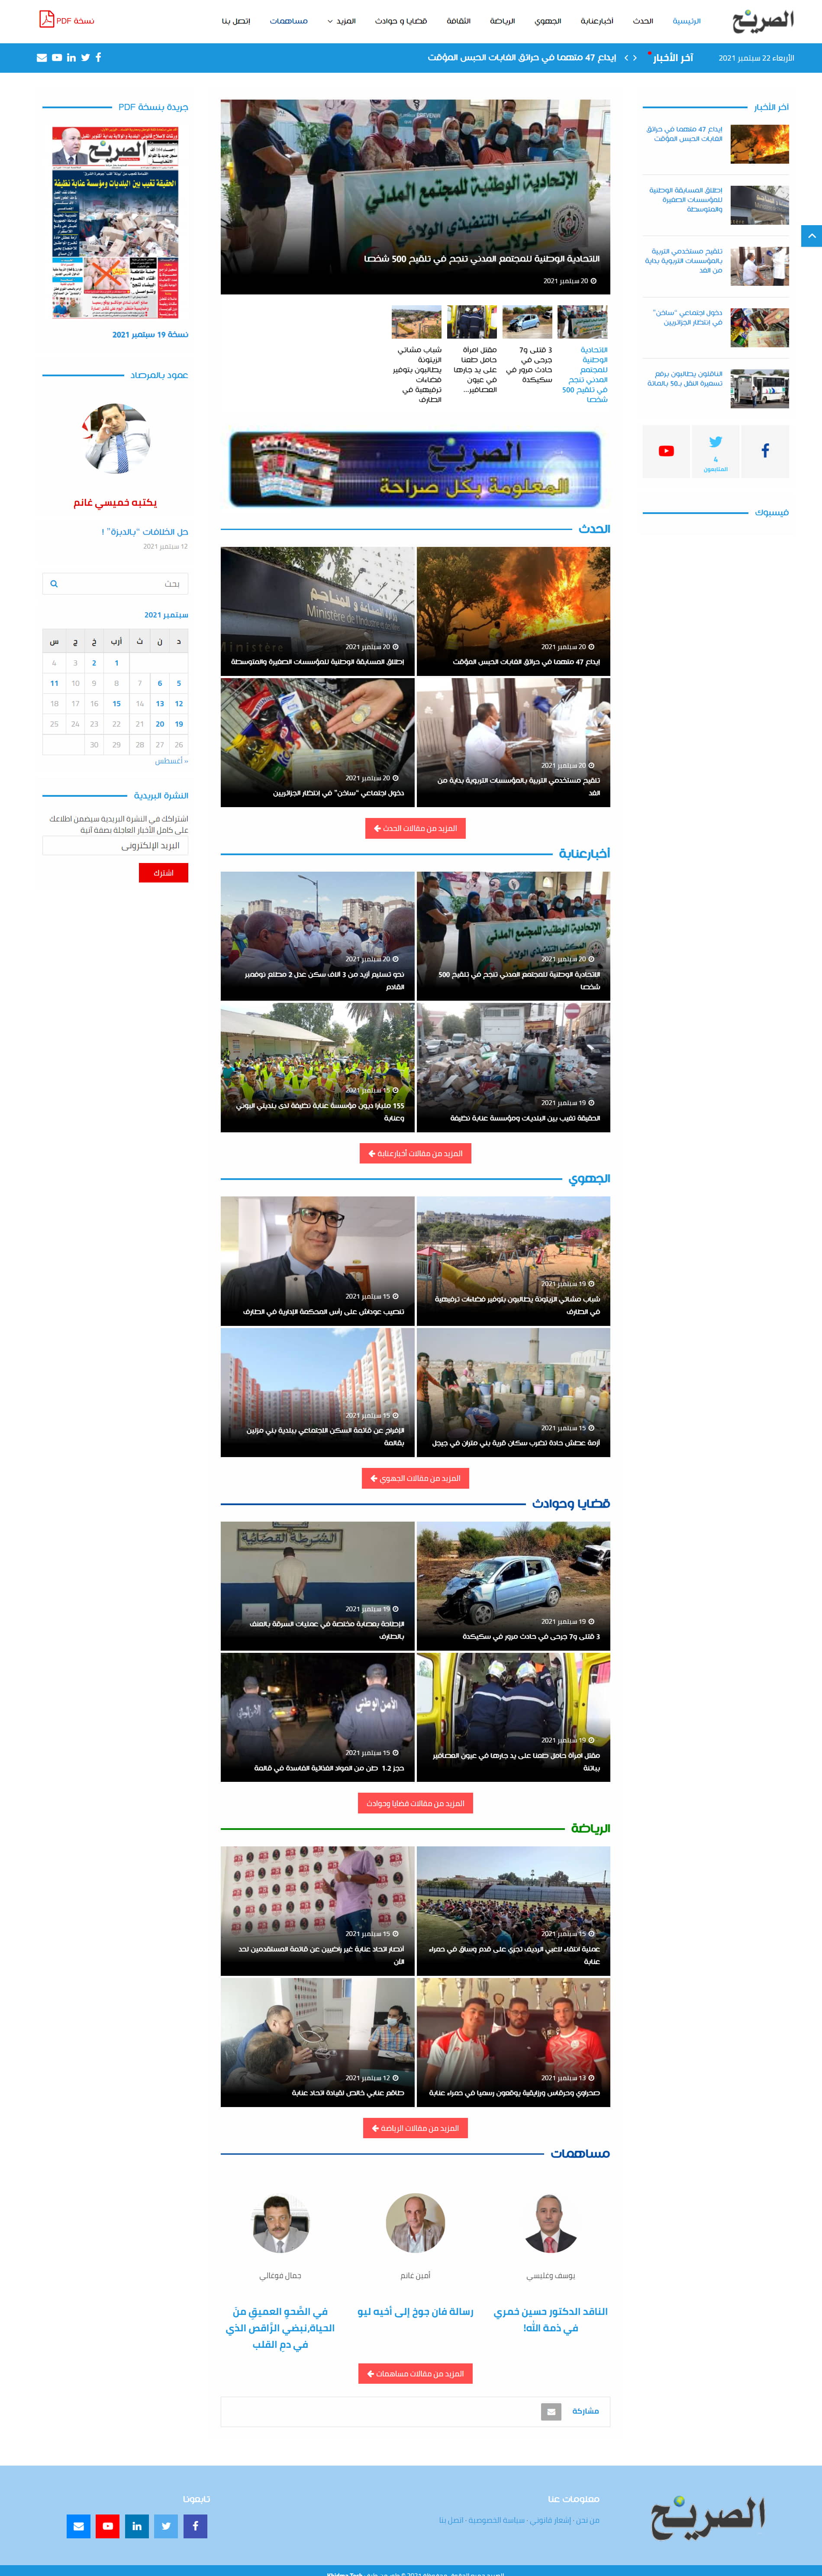 الصريح
الرئيسية
الحدث
أخبارعنابة
الجهوي
الرياضة
الثقافة
قضايا و حوادث
المزيد
مساهمات
إتصل بنا
نسخة PDF
الأربعاء 22 سبتمبر 2021
آخر الأخبار
إيداع 47 متهما في حرائق الغابات الحبس المؤقت
آخر الأخبار
إيداع 47 متهما في حرائق
الغابات الحبس المؤقت
إطلاق المسابقة الوطنية
للمؤسسات الصغيرة
والمتوسطة
تلقيح مستخدمي التربية
بالمؤسسات التربوية بداية
من الغد
دخول اجتماعي "ساخن"
في إنتظار الجزائريين
الناقلون يطالبون برفع
تسعيرة النقل بـ50 بالمائة
4
المتابعون
فيسبوك
الإتحادية الوطنية للمجتمع المدني
الاتحادية الوطنية للمجتمع المدني تنجح في تلقيح 500 شخصا
20 سبتمبر 2021
الاتحادية
الوطنية
للمجتمع
المدني تنجح
في تلقيح 500
شخصا
3 قتلى و7
جرحى في
حادث مرور في
سكيكدة
مقتل امرأة
حامل طعنا
على يد جارها
في عيون
العصافير...
شباب مشاتي
الزيتونة
يطالبون بتوفير
فضاءات
ترفيهية في
الطارف
المعلومة بكل صراحة
الحدث
20 سبتمبر 2021
إيداع 47 متهما في حرائق الغابات الحبس المؤقت
20 سبتمبر 2021
إطلاق المسابقة الوطنية للمؤسسات الصغيرة والمتوسطة
20 سبتمبر 2021
تلقيح مستخدمي التربية بالمؤسسات التربوية بداية من
الغد
20 سبتمبر 2021
دخول اجتماعي "ساخن" في إنتظار الجزائريين
المزيد من مقالات الحدث
أخبارعنابة
20 سبتمبر 2021
الاتحادية الوطنية للمجتمع المدني تنجح في تلقيح 500
شخصا
20 سبتمبر 2021
نحو تسليم أزيد من 3 آلاف سكن عدل 2 مطلع نوفمبر
القادم
19 سبتمبر 2021
الحقيقة تغيب بين البلديات ومؤسسة عنابة نظيفة
15 سبتمبر 2021
155 مليارا ديون مؤسسة عنابة نظيفة لدى بلديتي البوني
وعنابة
المزيد من مقالات أخبارعنابة
الجهوي
19 سبتمبر 2021
شباب مشاتي الزيتونة يطالبون بتوفير فضاءات ترفيهية
في الطارف
15 سبتمبر 2021
تنصيب عوداش على رأس المحكمة الإدارية في الطارف
15 سبتمبر 2021
أزمة عطش حادة تضرب سكان قرية بني متران في جيجل
15 سبتمبر 2021
الإفراج عن قائمة السكن الاجتماعي ببلدية بني مزلين
بقالمة
المزيد من مقالات الجهوي
قضايا وحوادث
19 سبتمبر 2021
3 قتلى و7 جرحى في حادث مرور في سكيكدة
الشرطة القضائية
19 سبتمبر 2021
الإطاحة بعصابة مختصة في عمليات السرقة بالعنف
بالطارف
19 سبتمبر 2021
مقتل امرأة حامل طعنا على يد جارها في عيون العصافير
بباتنة
الأمن الوطني
15 سبتمبر 2021
حجز 1.2 طن من المواد الغذائية الفاسدة في قالمة
المزيد من مقالات قضايا وحوادث
الرياضة
15 سبتمبر 2021
عملية انتقاء لاعبي الرديف تجري على قدم وساق في حمراء
عنابة
15 سبتمبر 2021
أنصار اتحاد عنابة غير راضيين عن قائمة المستقدمين لحد
الآن
13 سبتمبر 2021
صحراوي وحرقاس ورزايقية يوقعون رسميا في حمراء عنابة
12 سبتمبر 2021
طاقم عنابي خالص لقيادة اتحاد عنابة
المزيد من مقالات الرياضة
مساهمات
يوسف وغليسي
الناقد الدكتور حسين خمري
في ذمة الله!
أمين غانم
رسالة فان جوخ إلى أخيه ليو
جمال فوغالي
في الضَّحوِ العميقِ منَ
الحياة,نبضي الرَّاقص الذي
في دمِ القلب
المزيد من مقالات مساهمات
مشاركة
جريدة بنسخة PDF
الصريح
الحقيقة تغيب بين البلديات ومؤسسة عنابة نظيفة
نسخة 19 سبتمبر 2021
عمود بالمرصاد
يكتبه خميسي غانم
حل الخلافات "بالدبزة" !
12 سبتمبر 2021
بحث
سبتمبر 2021
د ن ث أرب خ ج س
1 2 3 4
5 6 7 8 9 10 11
12 13 14 15 16 17 18
19 20 21 22 23 24 25
26 27 28 29 30
« أغسطس
النشرة البريدية
اشتراكك في النشرة البريدية سيضمن اطلاعك
على كامل الأخبار العاجلة بصفة آنية
البريد الإلكتروني
اشترك
الصريح
معلومات عنا
من نحن · إشعار قانوني · سياسة الخصوصية · اتصل بنا
تابعونا